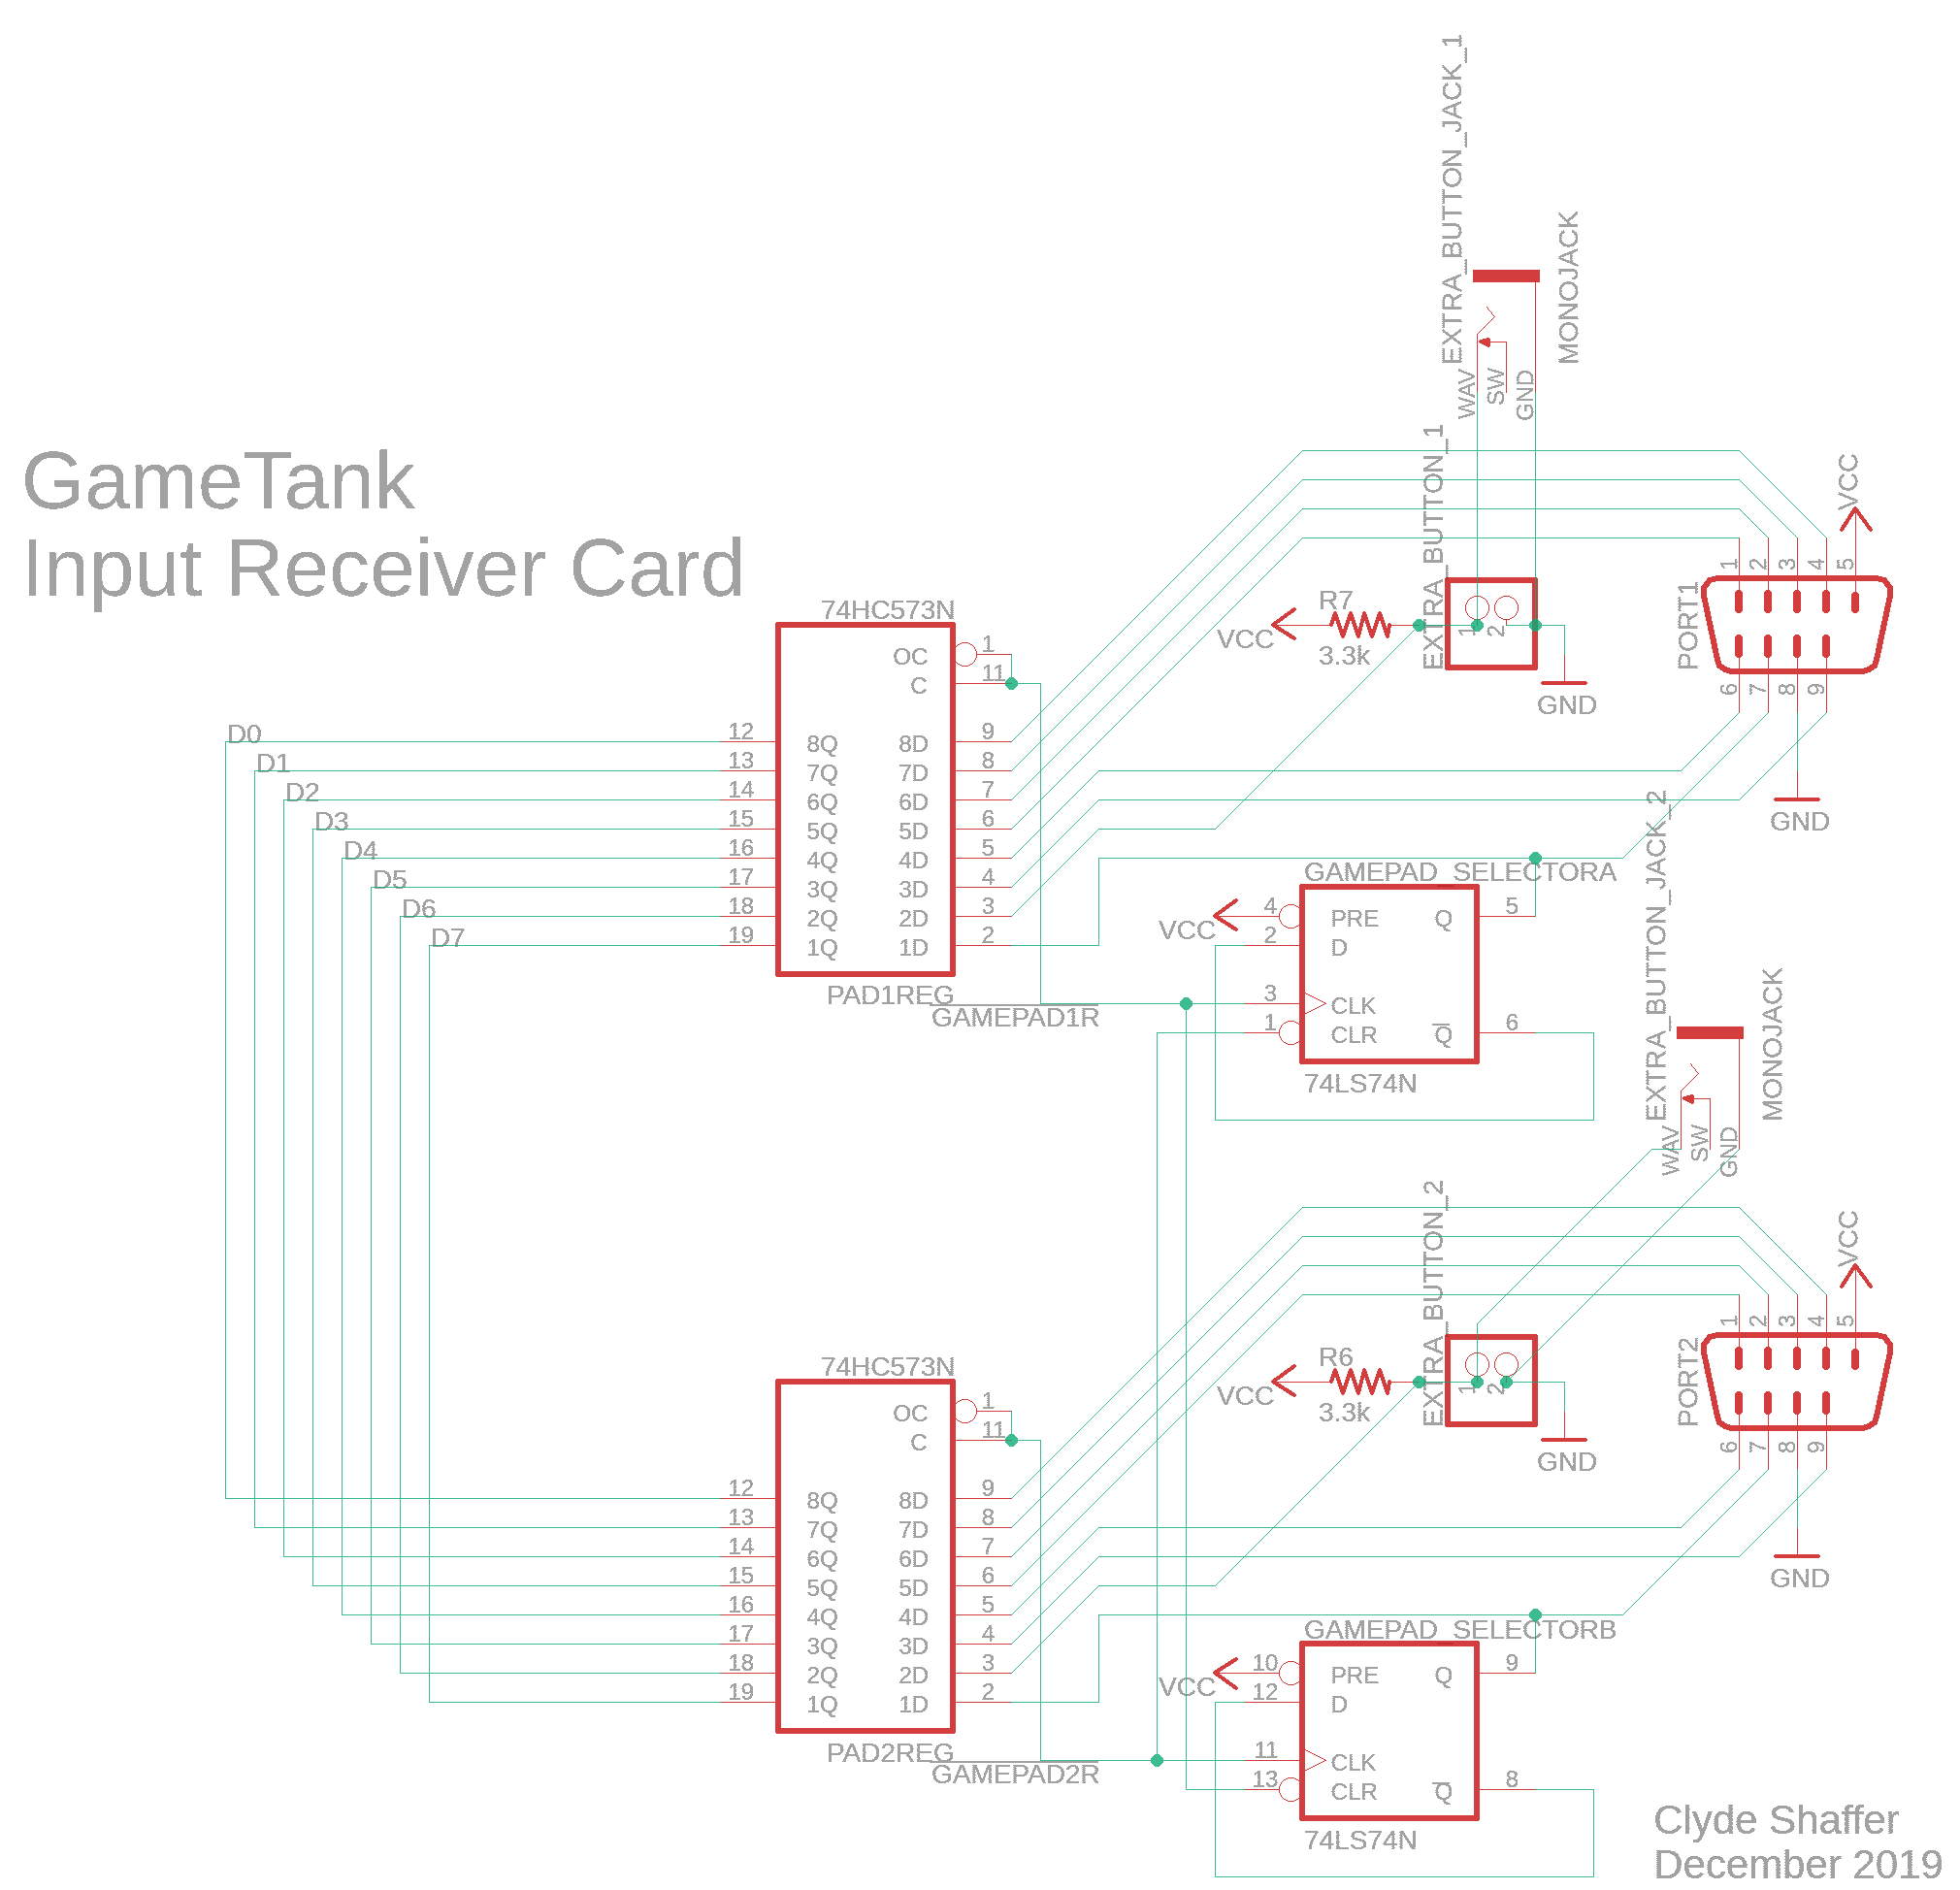 GameTank
Input Receiver Card
EXTRA_BUTTON_JACK_1
MONOJACK
WAV
SW
GND
EXTRA_BUTTON_1
R7
3.3k
VCC
1
2
GND
VCC
PORT1
1
2
3
4
5
6
7
8
9
GND
74HC573N
OC
C
1
11
D0
12
8Q
8D
9
D1
13
7Q
7D
8
D2
14
6Q
6D
7
D3
15
5Q
5D
6
D4
16
4Q
4D
5
D5
17
3Q
3D
4
D6
18
2Q
2D
3
D7
19
1Q
1D
2
PAD1REG
GAMEPAD1R
GAMEPAD_SELECTORA
VCC
4
PRE
Q
5
2
D
3
CLK
1
CLR
Q
6
74LS74N
EXTRA_BUTTON_JACK_2
MONOJACK
WAV
SW
GND
EXTRA_BUTTON_2
R6
3.3k
VCC
1
2
GND
VCC
PORT2
1
2
3
4
5
6
7
8
9
GND
74HC573N
OC
C
1
11
12
8Q
8D
9
13
7Q
7D
8
14
6Q
6D
7
15
5Q
5D
6
16
4Q
4D
5
17
3Q
3D
4
18
2Q
2D
3
19
1Q
1D
2
PAD2REG
GAMEPAD2R
GAMEPAD_SELECTORB
VCC
10
PRE
Q
9
12
D
11
CLK
13
CLR
Q
8
74LS74N
Clyde Shaffer
December 2019